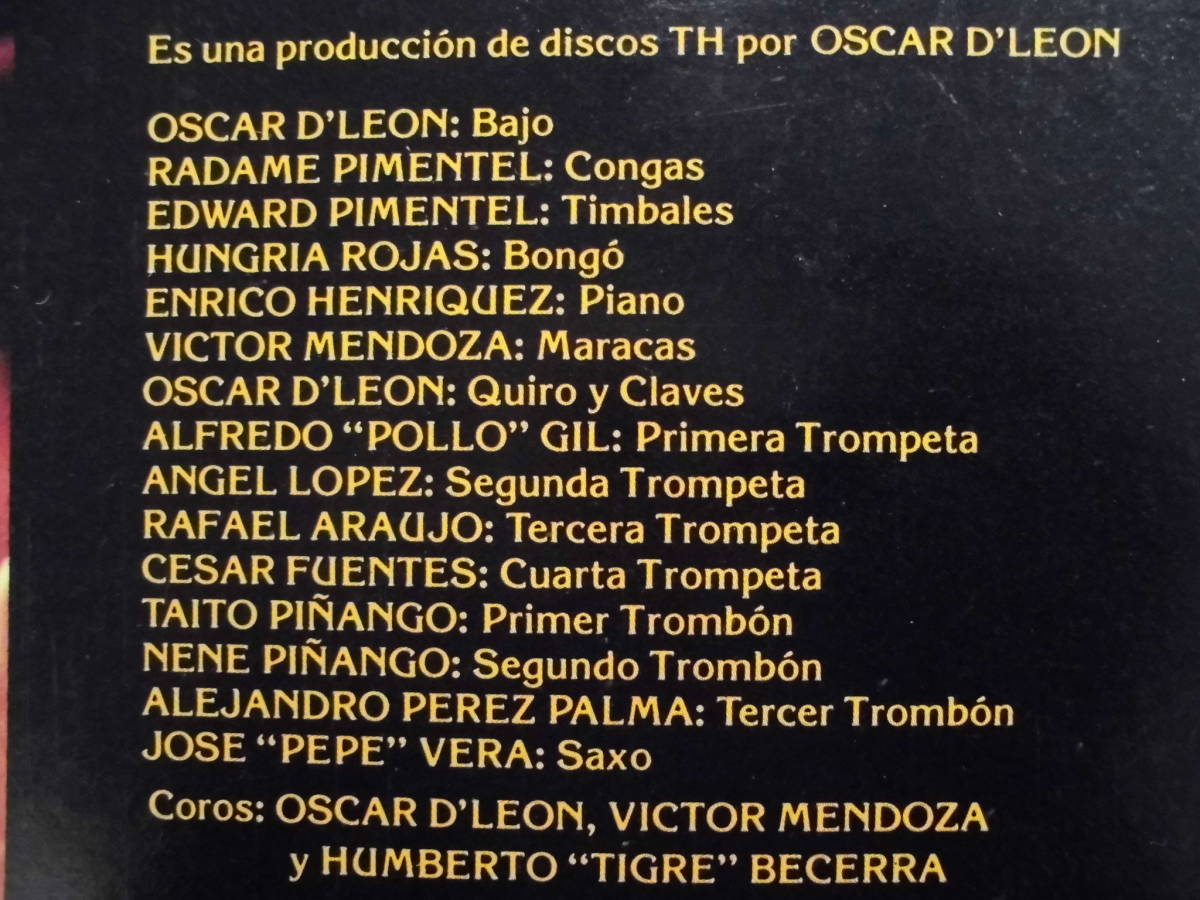 Es una producción de discos TH por OSCAR D'LEON
OSCAR D'LEON: Bajo
RADAME PIMENTEL: Congas
EDWARD PIMENTEL: Timbales
HUNGRIA ROJAS: Bongó
ENRICO HENRIQUEZ: Piano
VICTOR MENDOZA: Maracas
OSCAR D'LEON: Quiro y Claves
ALFREDO "POLLO" GIL: Primera Trompeta
ANGEL LOPEZ: Segunda Trompeta
RAFAEL ARAUJO: Tercera Trompeta
CESAR FUENTES: Cuarta Trompeta
TAITO PIÑANGO: Primer Trombón
NENE PIÑANGO: Segundo Trombón
ALEJANDRO PEREZ PALMA: Tercer Trombón
JOSE "PEPE" VERA: Saxo
Coros: OSCAR D'LEON, VICTOR MENDOZA
y HUMBERTO "TIGRE" BECERRA